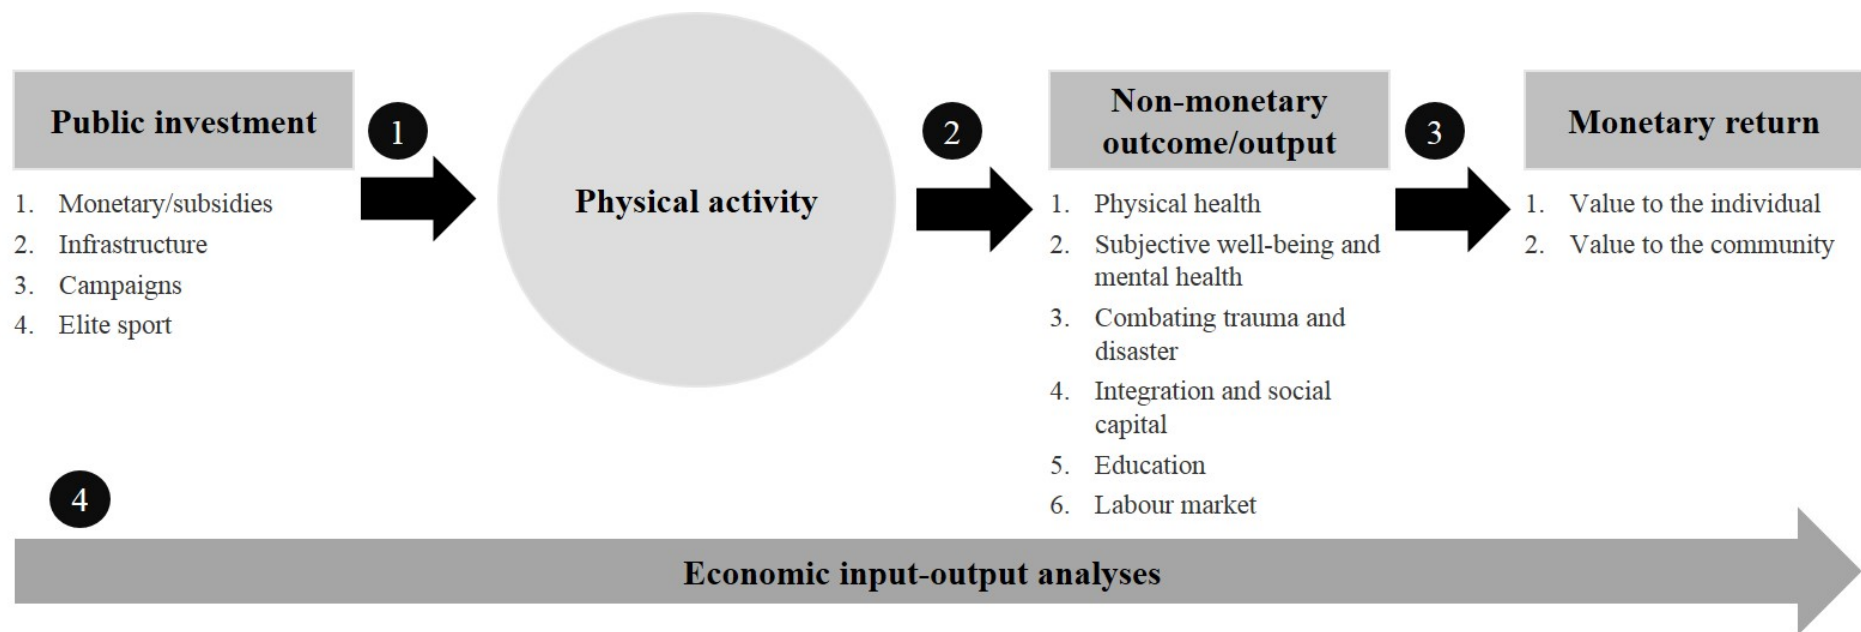 Public investment
1. Monetary/subsidies
2. Infrastructure
3. Campaigns
4. Elite sport
1
Physical activity
2
Non-monetary
outcome/output
1. Physical health
2. Subjective well-being and
mental health
3. Combating trauma and
disaster
4. Integration and social
capital
5. Education
6. Labour market
3
Monetary return
1. Value to the individual
2. Value to the community
4
Economic input-output analyses